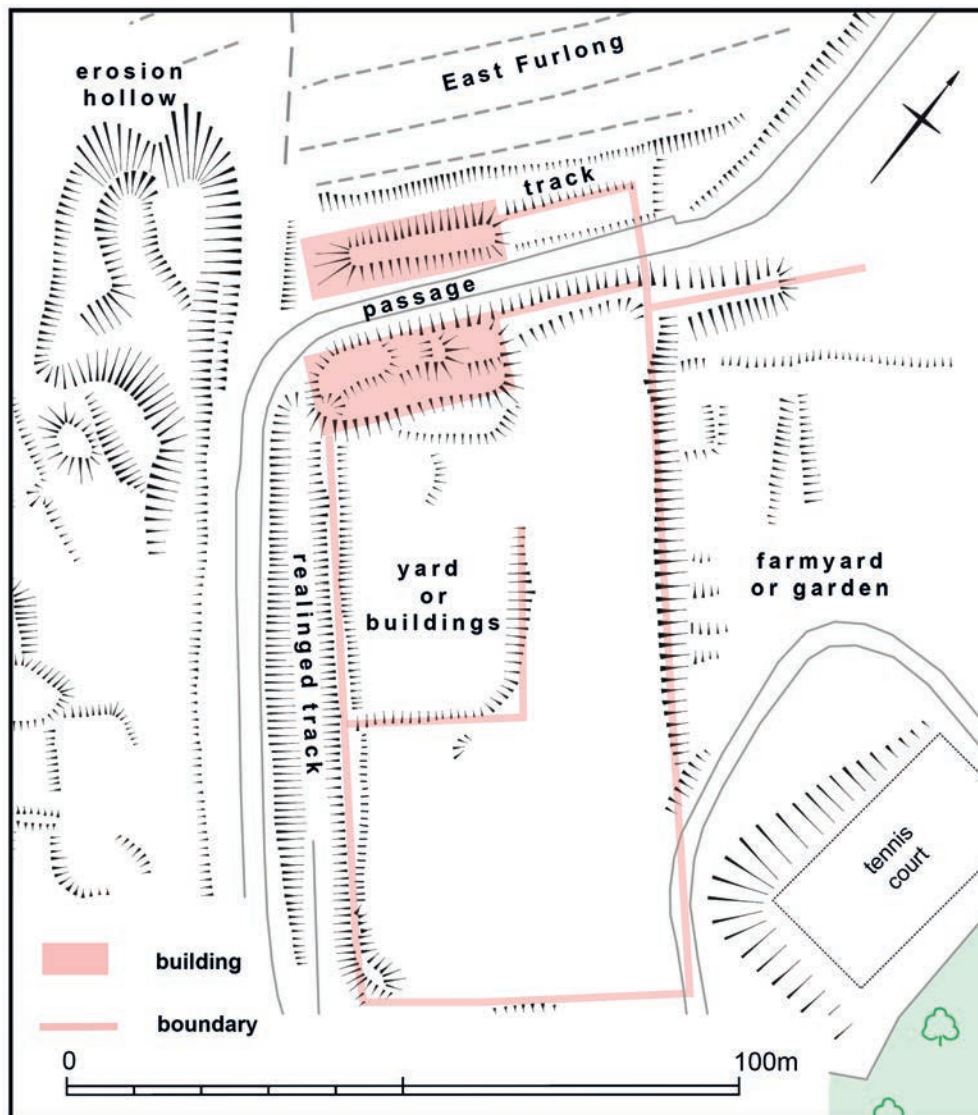 erosion
hollow
East Furlong
track
passage
realinged track
yard
or
buildings
farmyard
or garden
tennis
court
building
boundary
0
100m